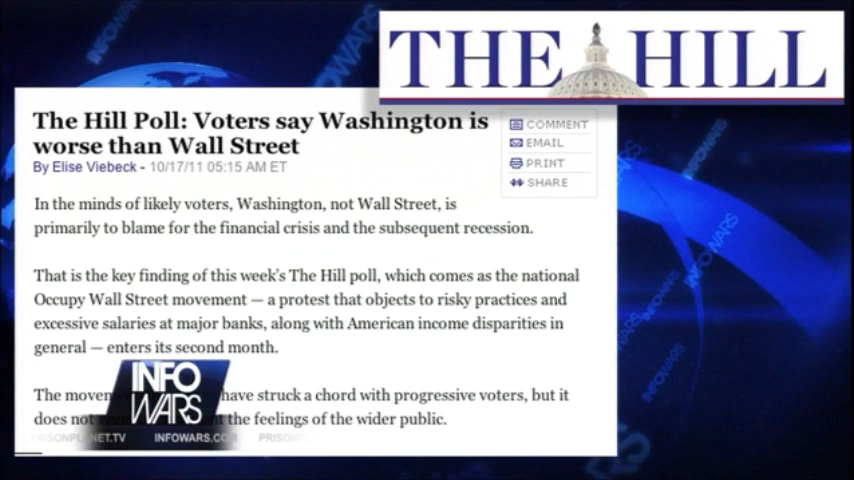 THE HILL
The Hill Poll: Voters say Washington is
worse than Wall Street
By Elise Viebeck - 10/17/11 05:15 AM ET
COMMENT
EMAIL
PRINT
SHARE
In the minds of likely voters, Washington, not Wall Street, is
primarily to blame for the financial crisis and the subsequent recession.
That is the key finding of this week's The Hill poll, which comes as the national
Occupy Wall Street movement — a protest that objects to risky practices and
excessive salaries at major banks, along with American income disparities in
general — enters its second month.
The have struck a chord with progressive voters, but it
does not the feelings of the wider public.
INFO
WARS
PRISONPLANET.TV INFOWARS.COM
INFOWARS
INFOWARS
INFOWARS
INFOWARS